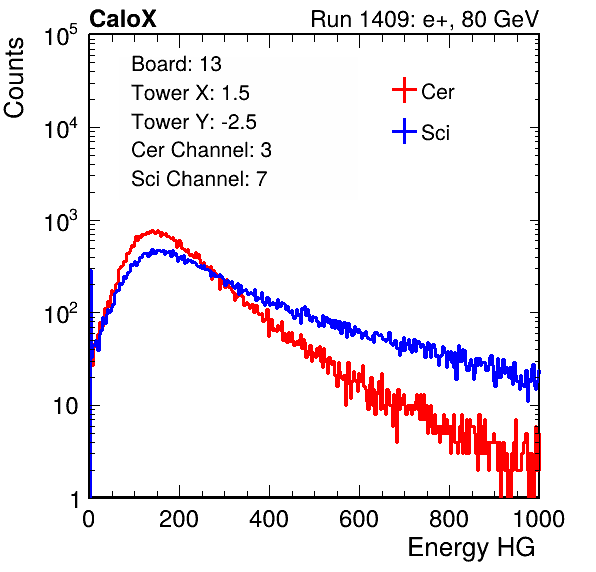 CaloX Run 1409: e+, 80 GeV
Counts
Board: 13
Tower X: 1.5
Tower Y: -2.5
Cer Channel: 3
Sci Channel: 7
Cer
Sci
10^5
10^4
10^3
10^2
10
1
0 200 400 600 800 1000
Energy HG